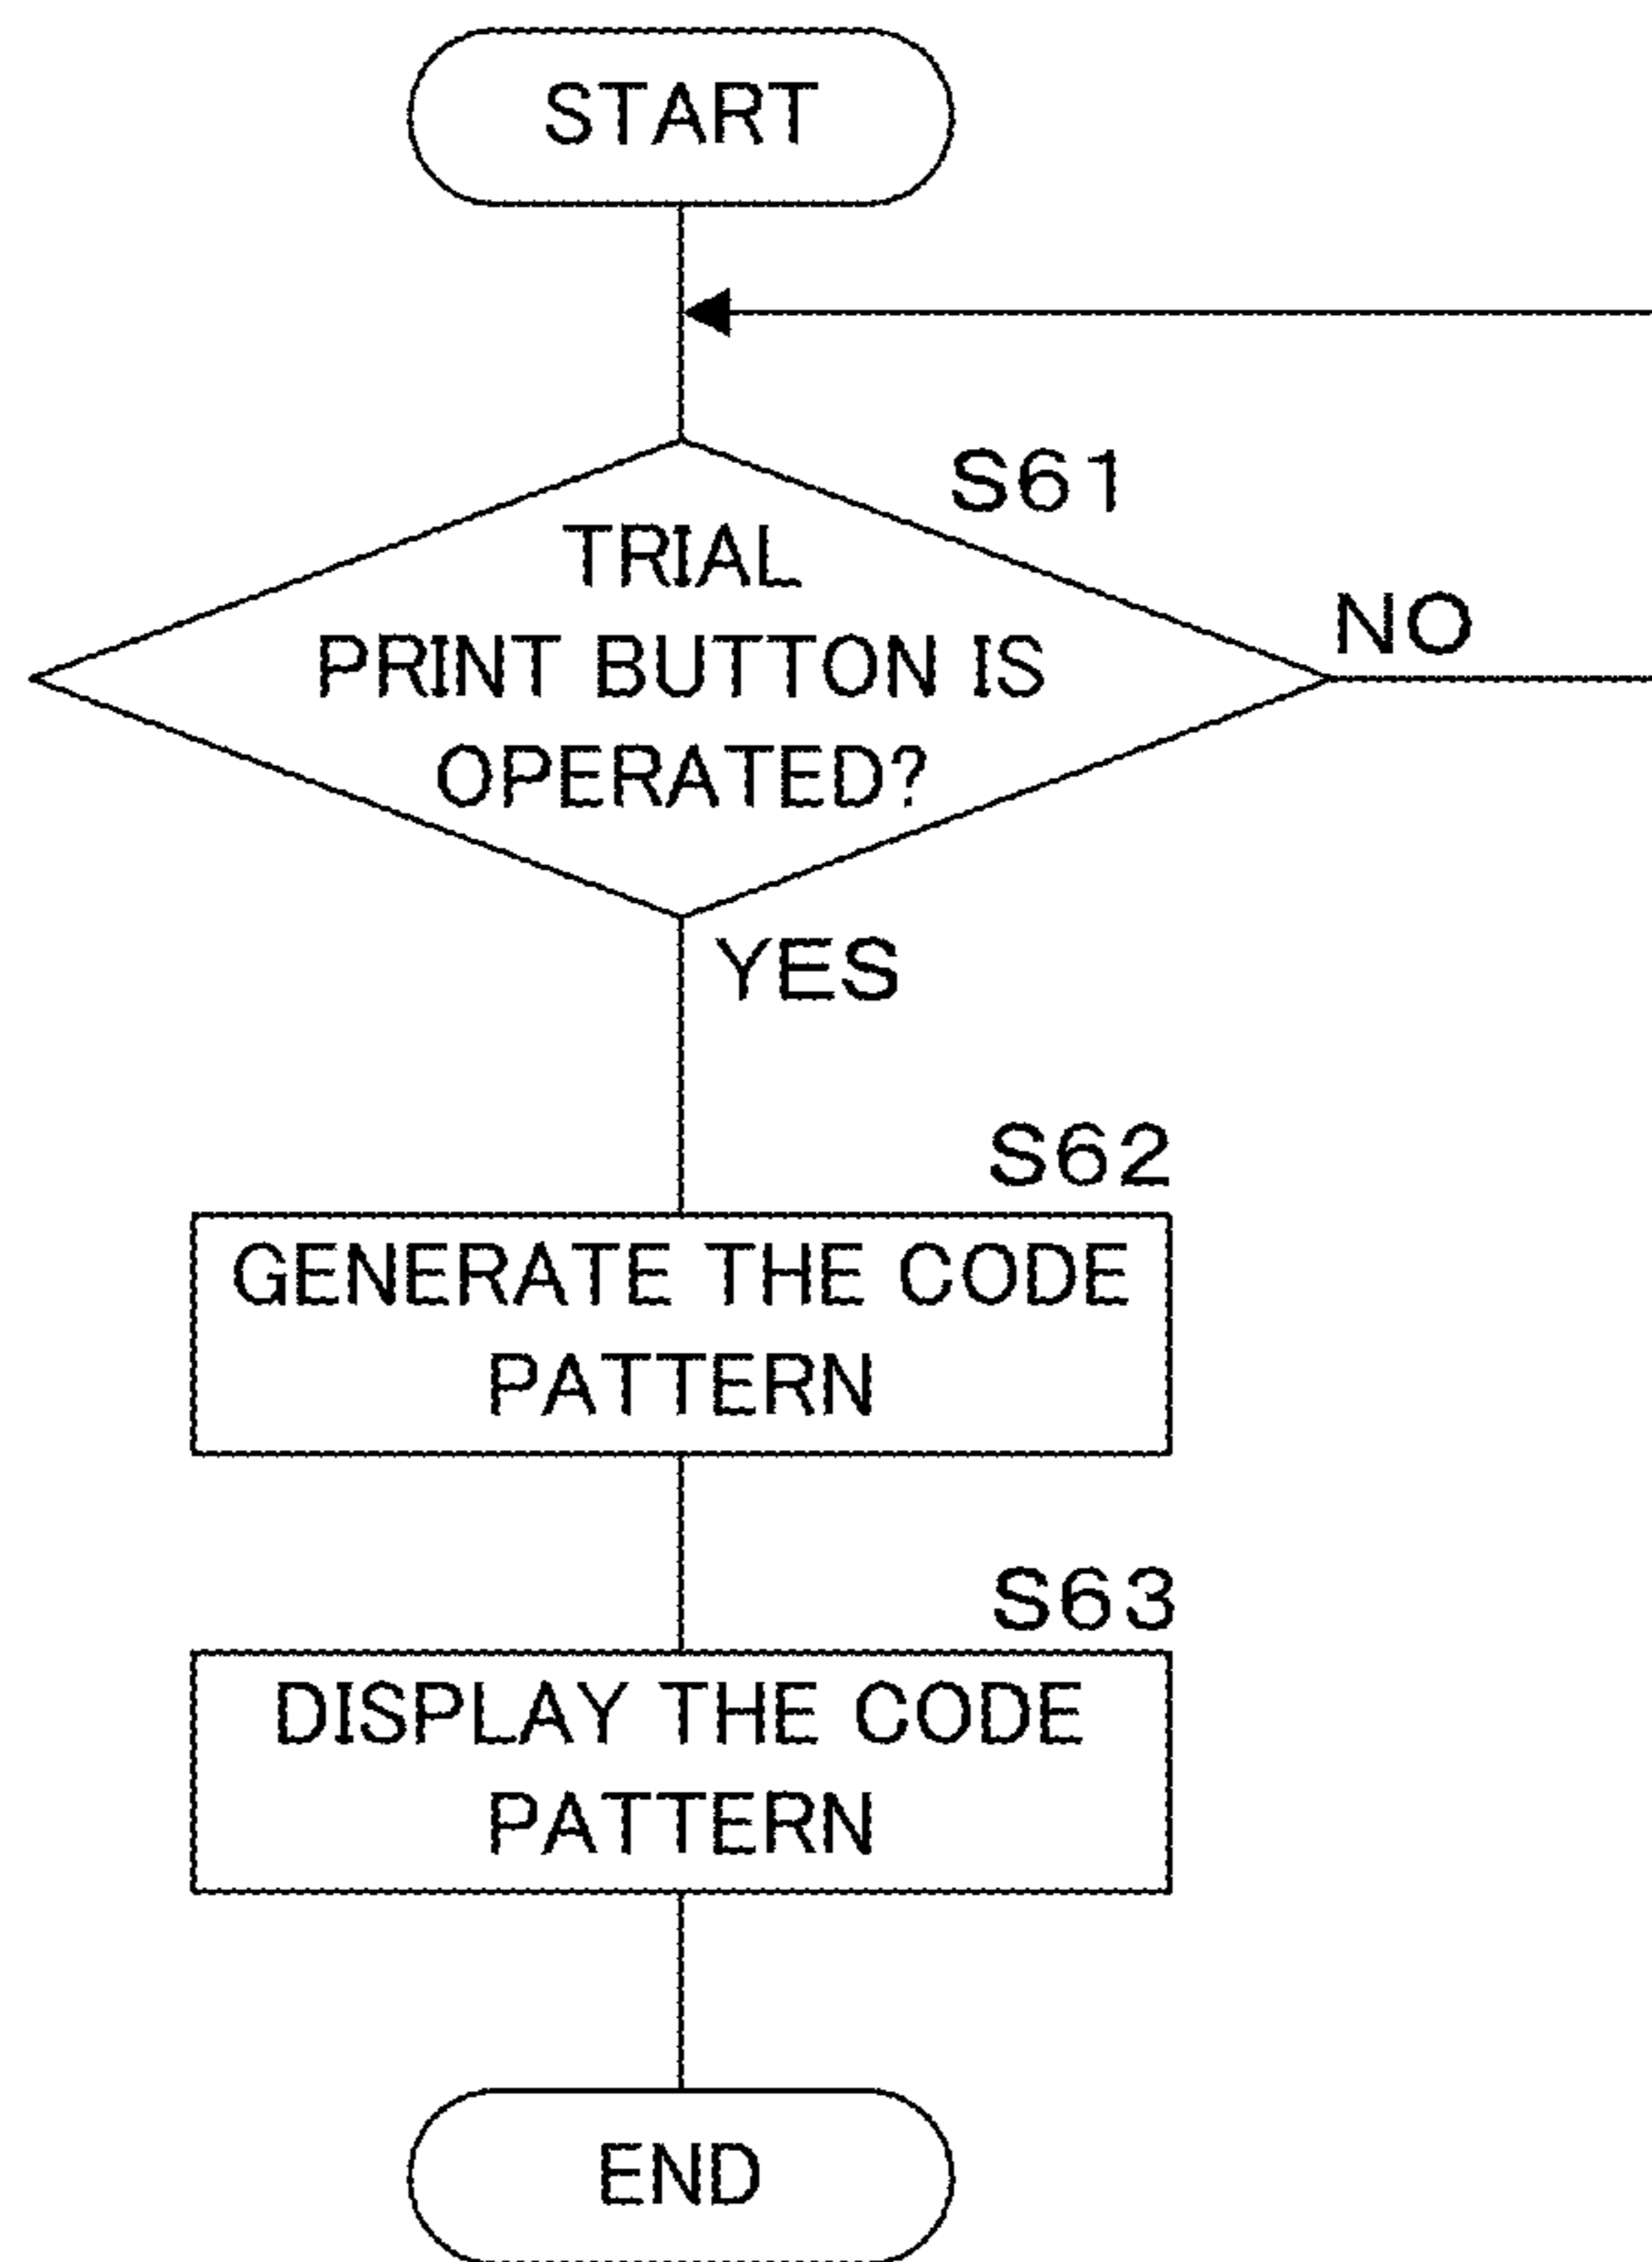 START
S61
TRIAL
PRINT BUTTON IS
OPERATED?
NO
YES
S62
GENERATE THE CODE
PATTERN
S63
DISPLAY THE CODE
PATTERN
END